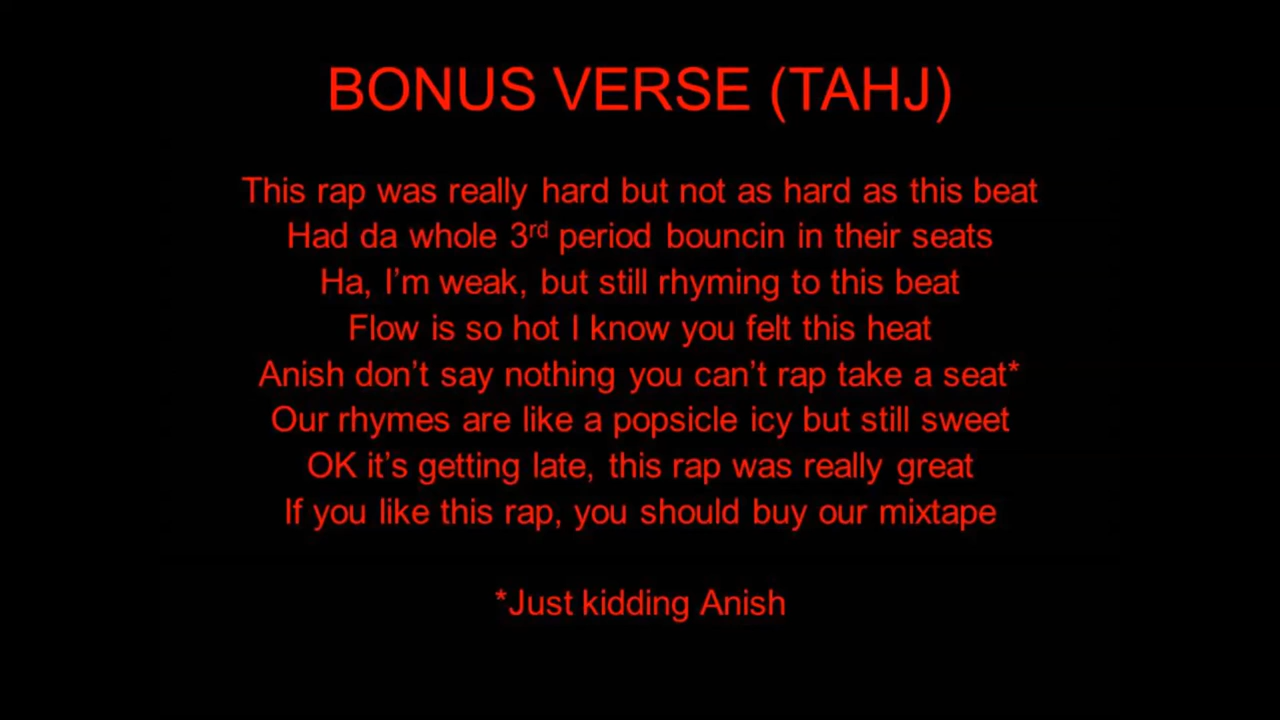 BONUS VERSE (TAHJ)
This rap was really hard but not as hard as this beat
Had da whole 3rd period bouncin in their seats
Ha, I'm weak, but still rhyming to this beat
Flow is so hot I know you felt this heat
Anish don't say nothing you can't rap take a seat*
Our rhymes are like a popsicle icy but still sweet
OK it's getting late, this rap was really great
If you like this rap, you should buy our mixtape
*Just kidding Anish